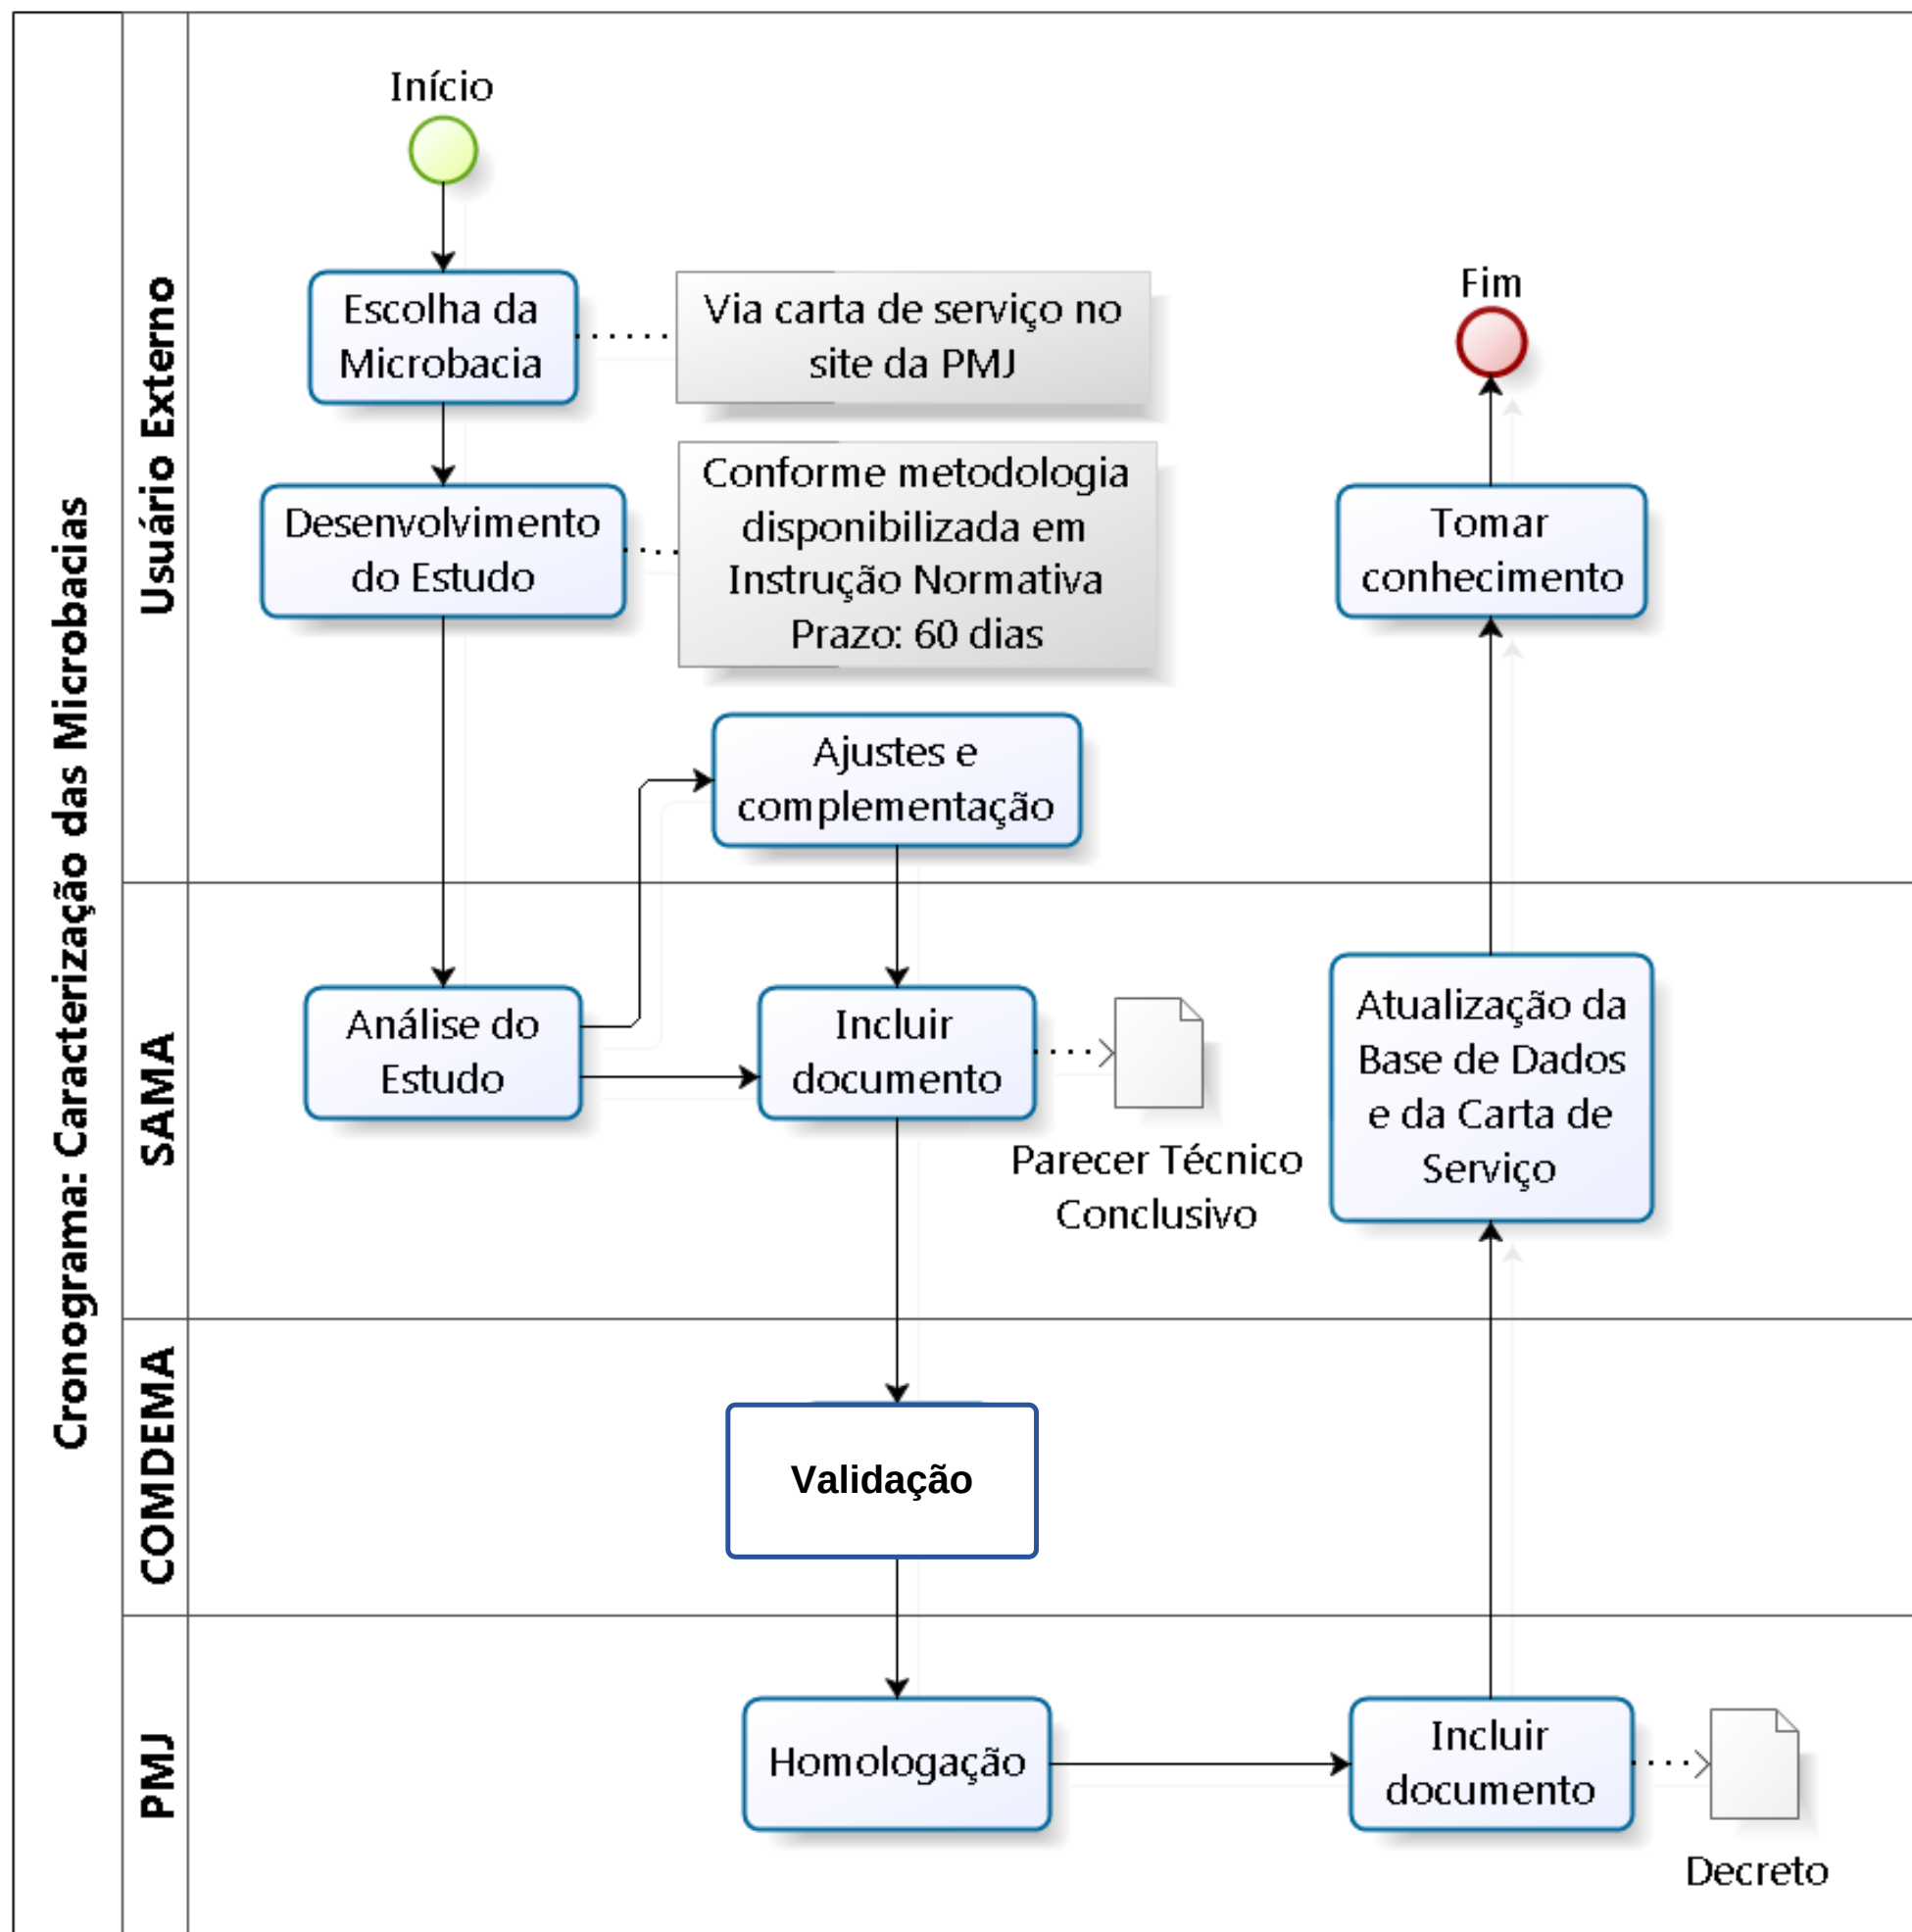 Cronograma: Caracterização das Microbacias
Usuário Externo
Início
Escolha da
Microbacia
Via carta de serviço no
site da PMJ
Desenvolvimento
do Estudo
Conforme metodologia
disponibilizada em
Instrução Normativa
Prazo: 60 dias
Ajustes e
complementação
Fim
Tomar
conhecimento
SAMA
Análise do
Estudo
Incluir
documento
Parecer Técnico
Conclusivo
Atualização da
Base de Dados
e da Carta de
Serviço
COMDEMA
Validação
PMJ
Homologação
Incluir
documento
Decreto